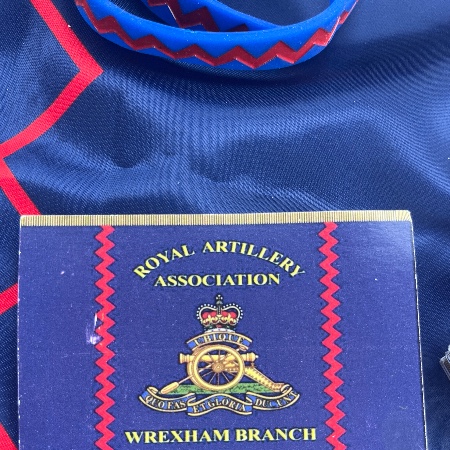 ROYAL ARTILLERY
ASSOCIATION
UBIQUE
QUO FAS ET GLORIA DUCUNT
WREXHAM BRANCH